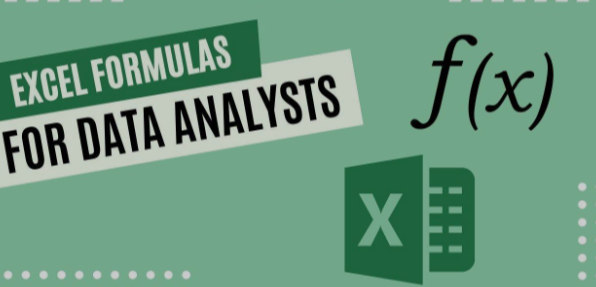 EXCEL FORMULAS
FOR DATA ANALYSTS
f(x)
X